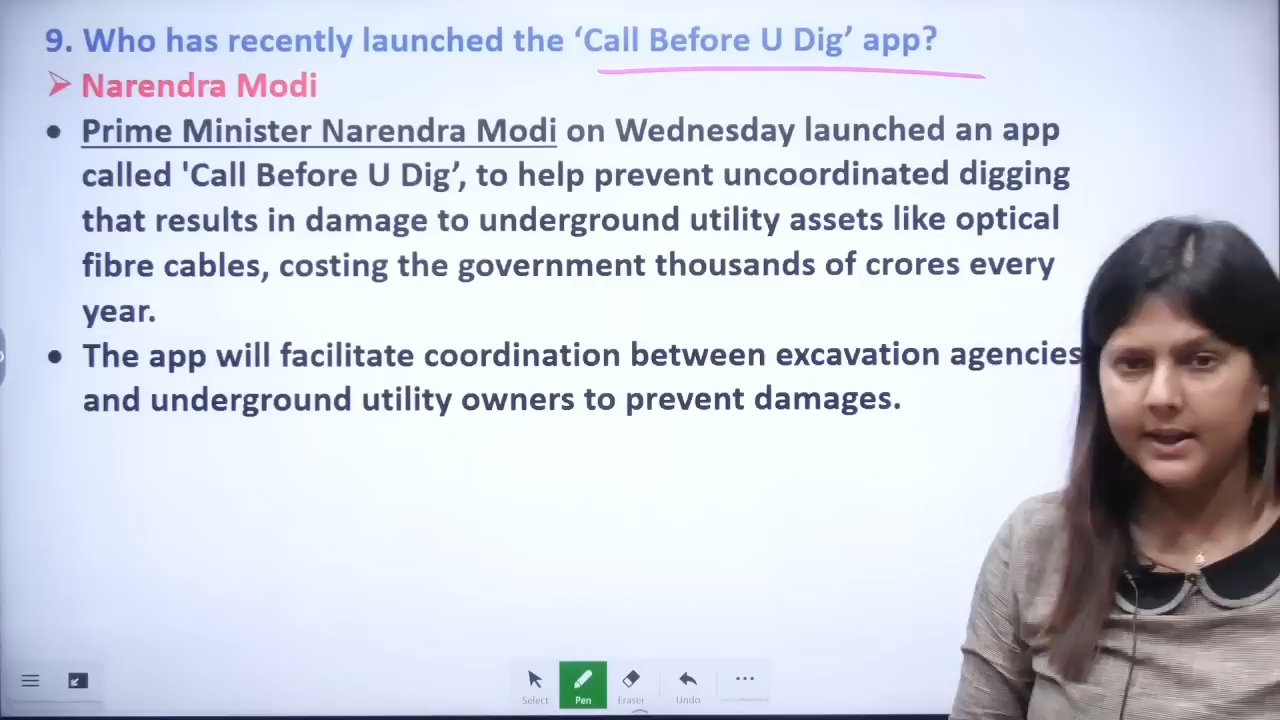 9. Who has recently launched the ‘Call Before U Dig’ app?
➢ Narendra Modi
• Prime Minister Narendra Modi on Wednesday launched an app
called 'Call Before U Dig’, to help prevent uncoordinated digging
that results in damage to underground utility assets like optical
fibre cables, costing the government thousands of crores every
year.
• The app will facilitate coordination between excavation agencies
and underground utility owners to prevent damages.
Select Pen Eraser Undo